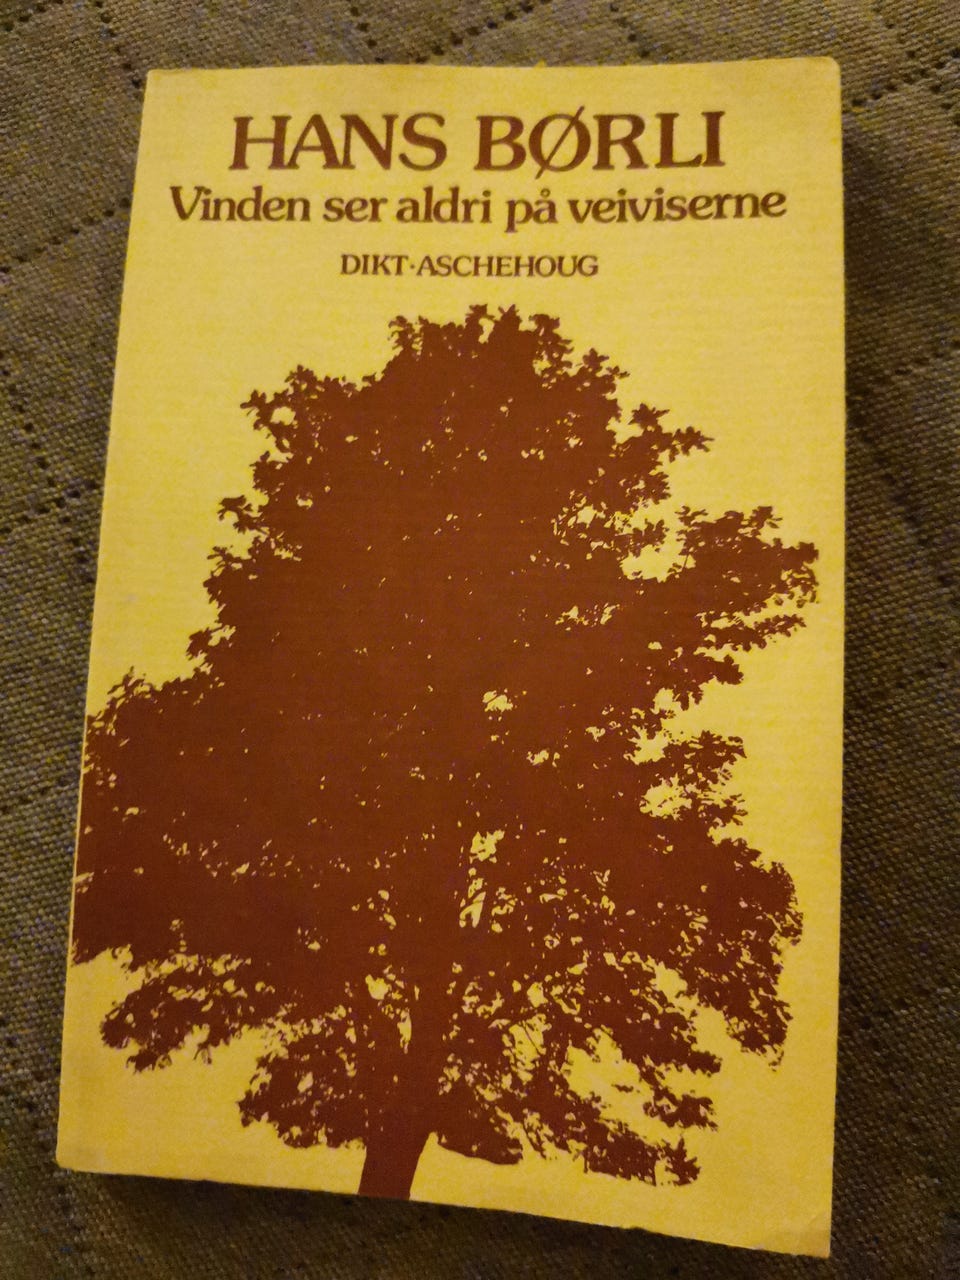 HANS BØRLI
Vinden ser aldri på veiviserne
DIKT·ASCHEHOUG